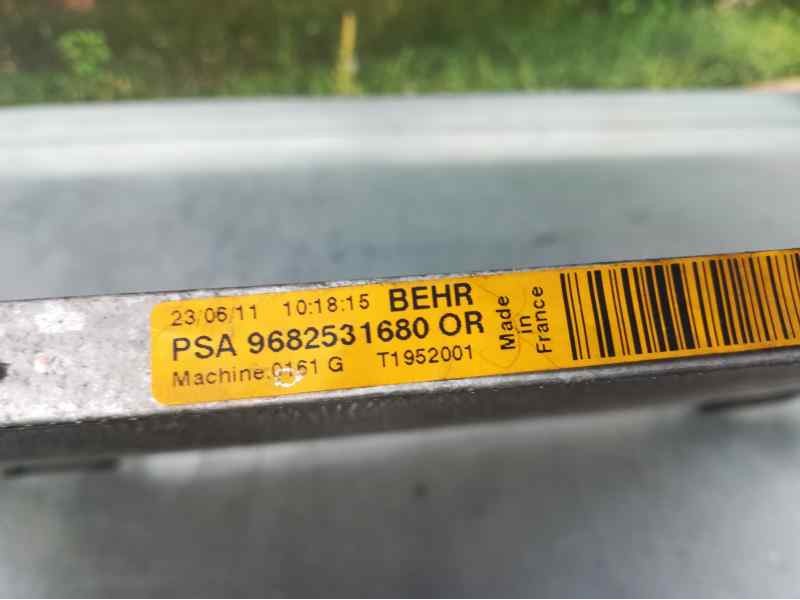 23/06/11 10:18:15 BEHR
PSA 9682531680 OR
Machine:0161 G T1952001
Made
in
France